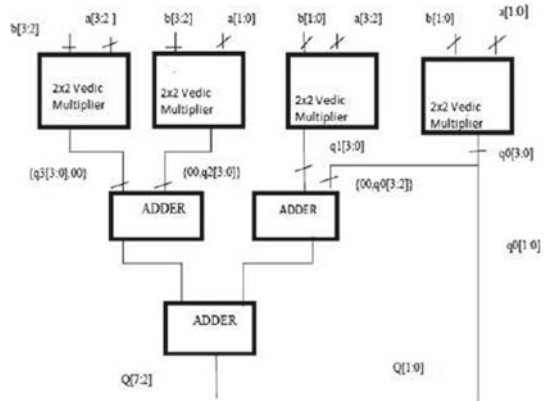 b[3:2] a[3:2] b[3:2] a[1:0] b[1:0] a[3:2] b[1:0] a[1:0]
2x2 Vedic
Multiplier
2x2 Vedic
Multiplier
2x2 Vedic
Multiplier
2x2 Vedic
Multiplier
q1[3:0]
q0[3:0]
{q3[3:0],00}
{00,q2[3:0]}
{00,q0[3:2]}
ADDER
ADDER
q0[1:0]
ADDER
Q[7:2]
Q[1:0]